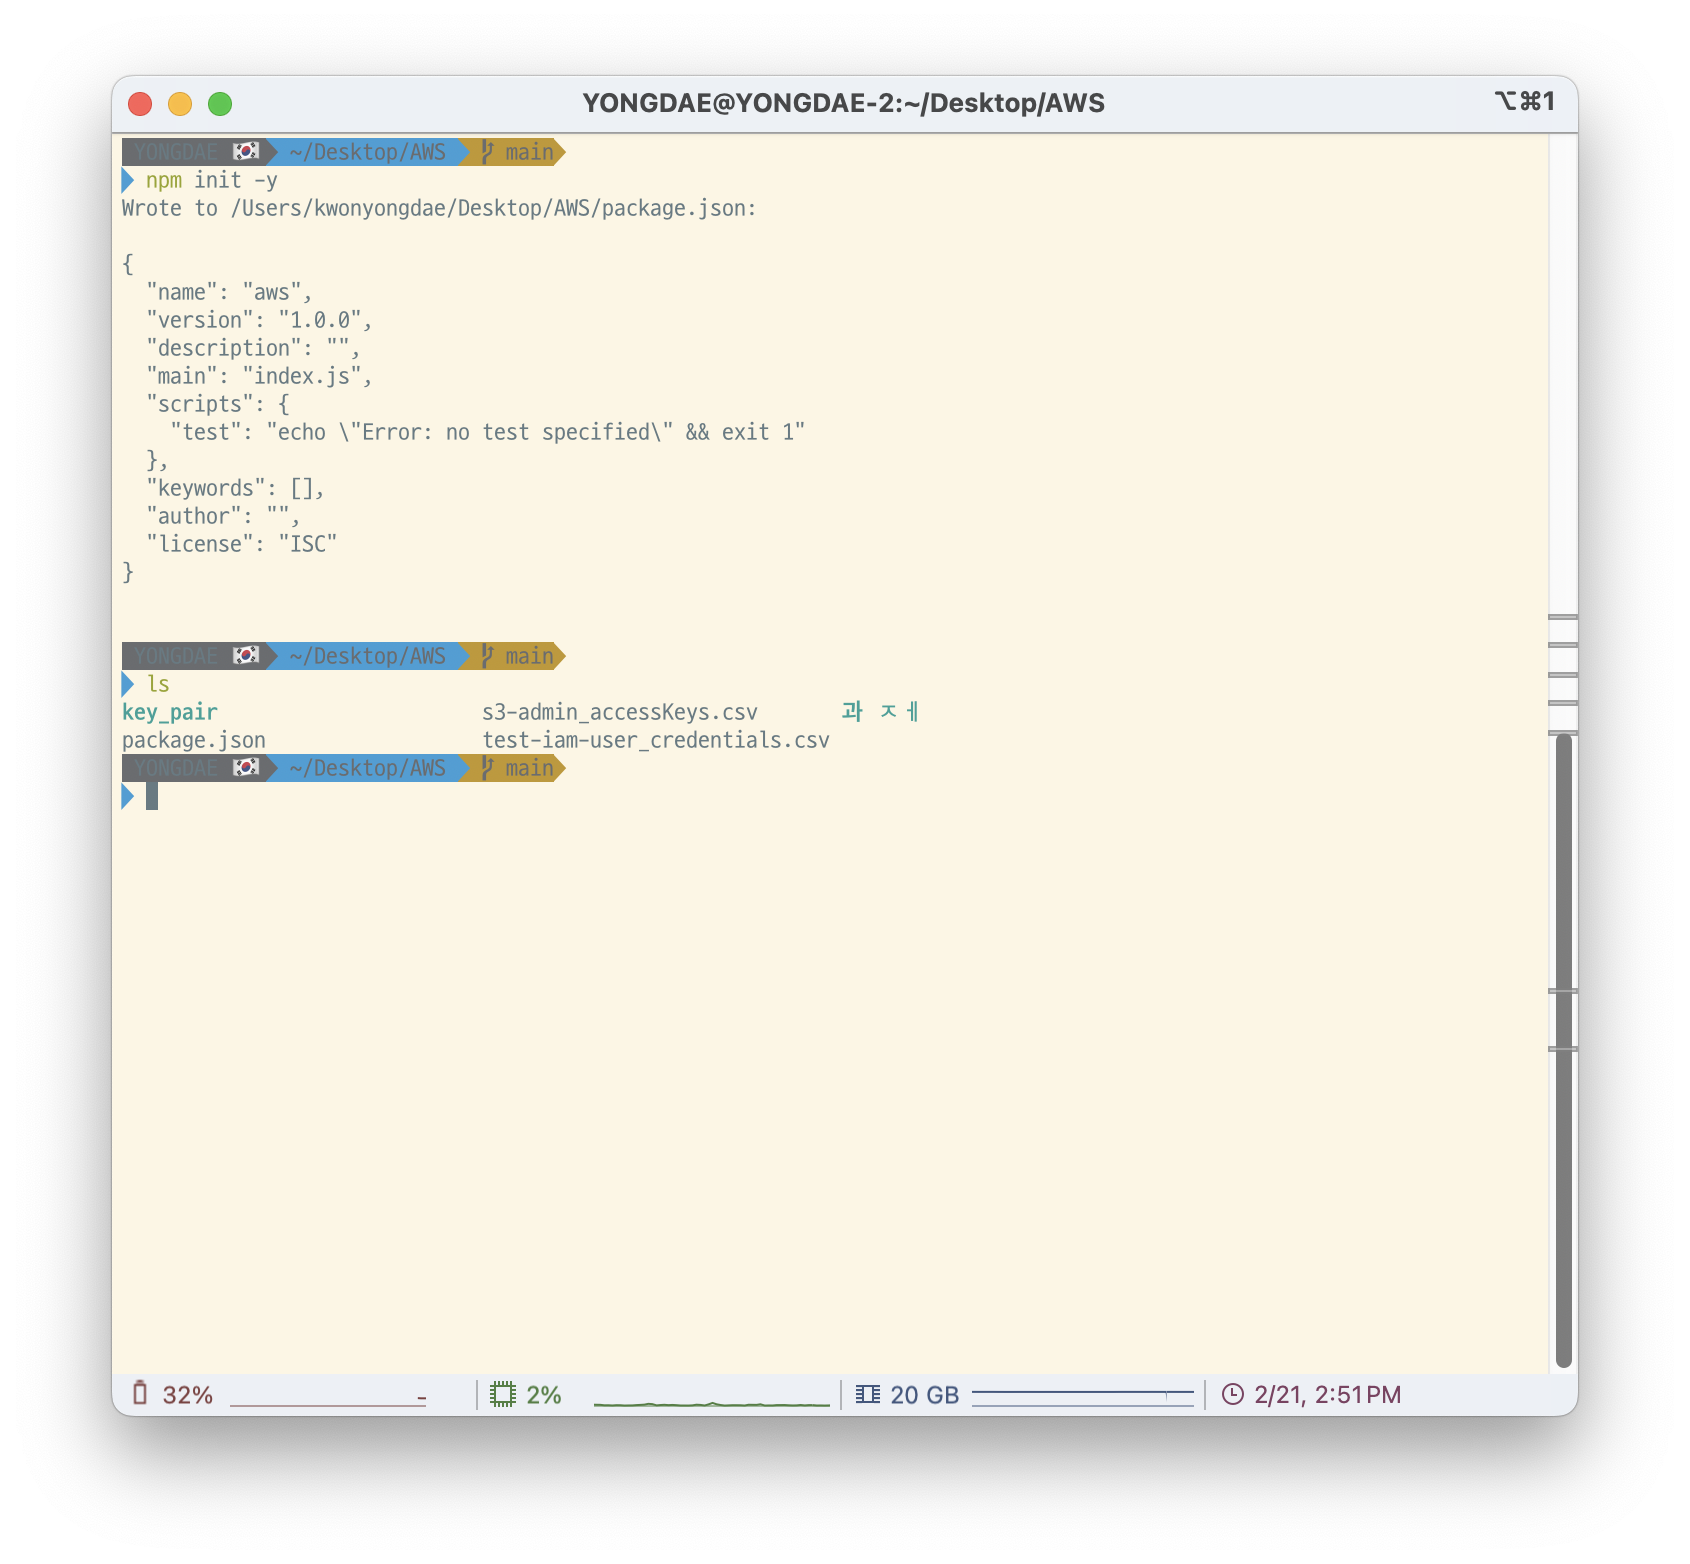 YONGDAE@YONGDAE-2:~/Desktop/AWS ⌥⌘1
YONGDAE 🇰🇷 ~/Desktop/AWS main
npm init -y
Wrote to /Users/kwonyongdae/Desktop/AWS/package.json:
{
"name": "aws",
"version": "1.0.0",
"description": "",
"main": "index.js",
"scripts": {
"test": "echo \"Error: no test specified\" && exit 1"
},
"keywords": [],
"author": "",
"license": "ISC"
}
YONGDAE 🇰🇷 ~/Desktop/AWS main
ls
key_pair s3-admin_accessKeys.csv 과 ㅈㅔ
package.json test-iam-user_credentials.csv
YONGDAE 🇰🇷 ~/Desktop/AWS main
32% 2% 20 GB 2/21, 2:51 PM